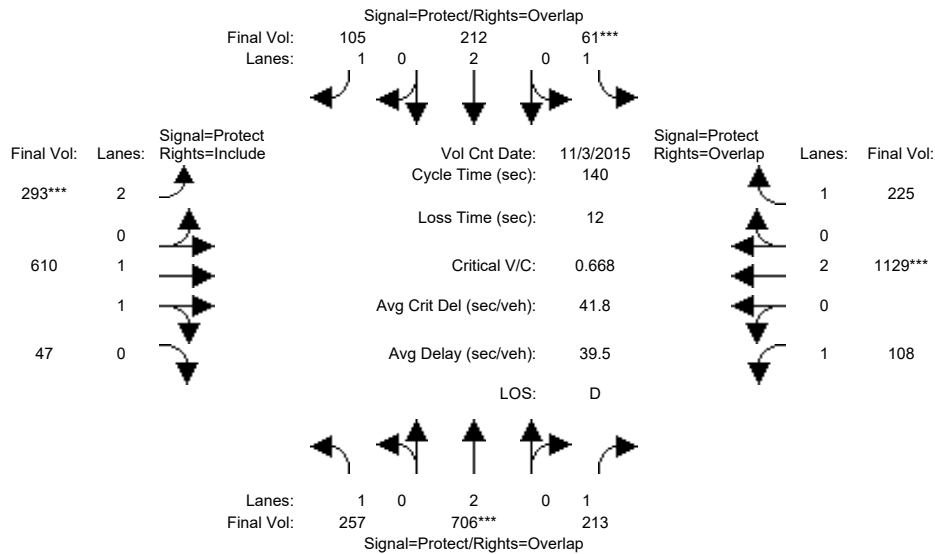 Signal=Protect/Rights=Overlap
Final Vol: 105 212 61***
Lanes: 1 0 2 0 1
Signal=Protect
Final Vol: Lanes: Rights=Include
Vol Cnt Date: 11/3/2015
Signal=Protect
Rights=Overlap Lanes: Final Vol:
Cycle Time (sec): 140
293*** 2
1 225
Loss Time (sec): 12
0
0
610 1
Critical V/C: 0.668
2 1129***
1
Avg Crit Del (sec/veh): 41.8
0
47 0
Avg Delay (sec/veh): 39.5
1 108
LOS: D
Lanes: 1 0 2 0 1
Final Vol: 257 706*** 213
Signal=Protect/Rights=Overlap